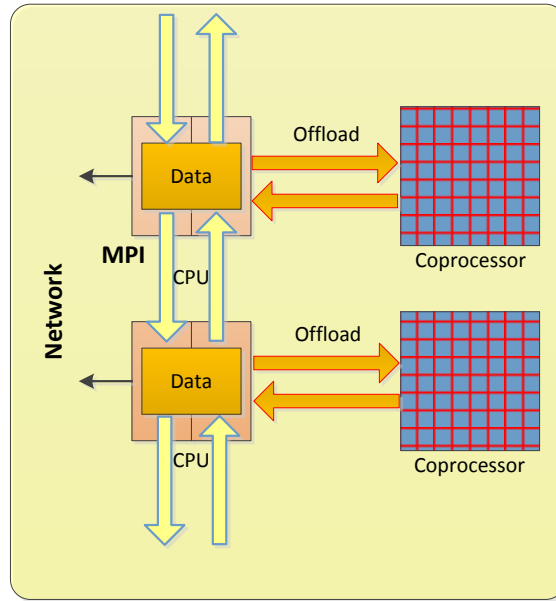 Offload
Data
Coprocessor
MPI
CPU
Network
Offload
Data
Coprocessor
CPU